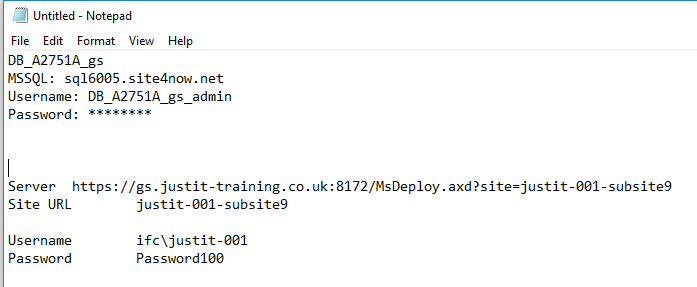 Untitled - Notepad
File Edit Format View Help
DB_A2751A_gs
MSSQL: sql6005.site4now.net
Username: DB_A2751A_gs_admin
Password: ********
Server https://gs.justit-training.co.uk:8172/MsDeploy.axd?site=justit-001-subsite9
Site URL justit-001-subsite9
Username ifc\justit-001
Password Password100